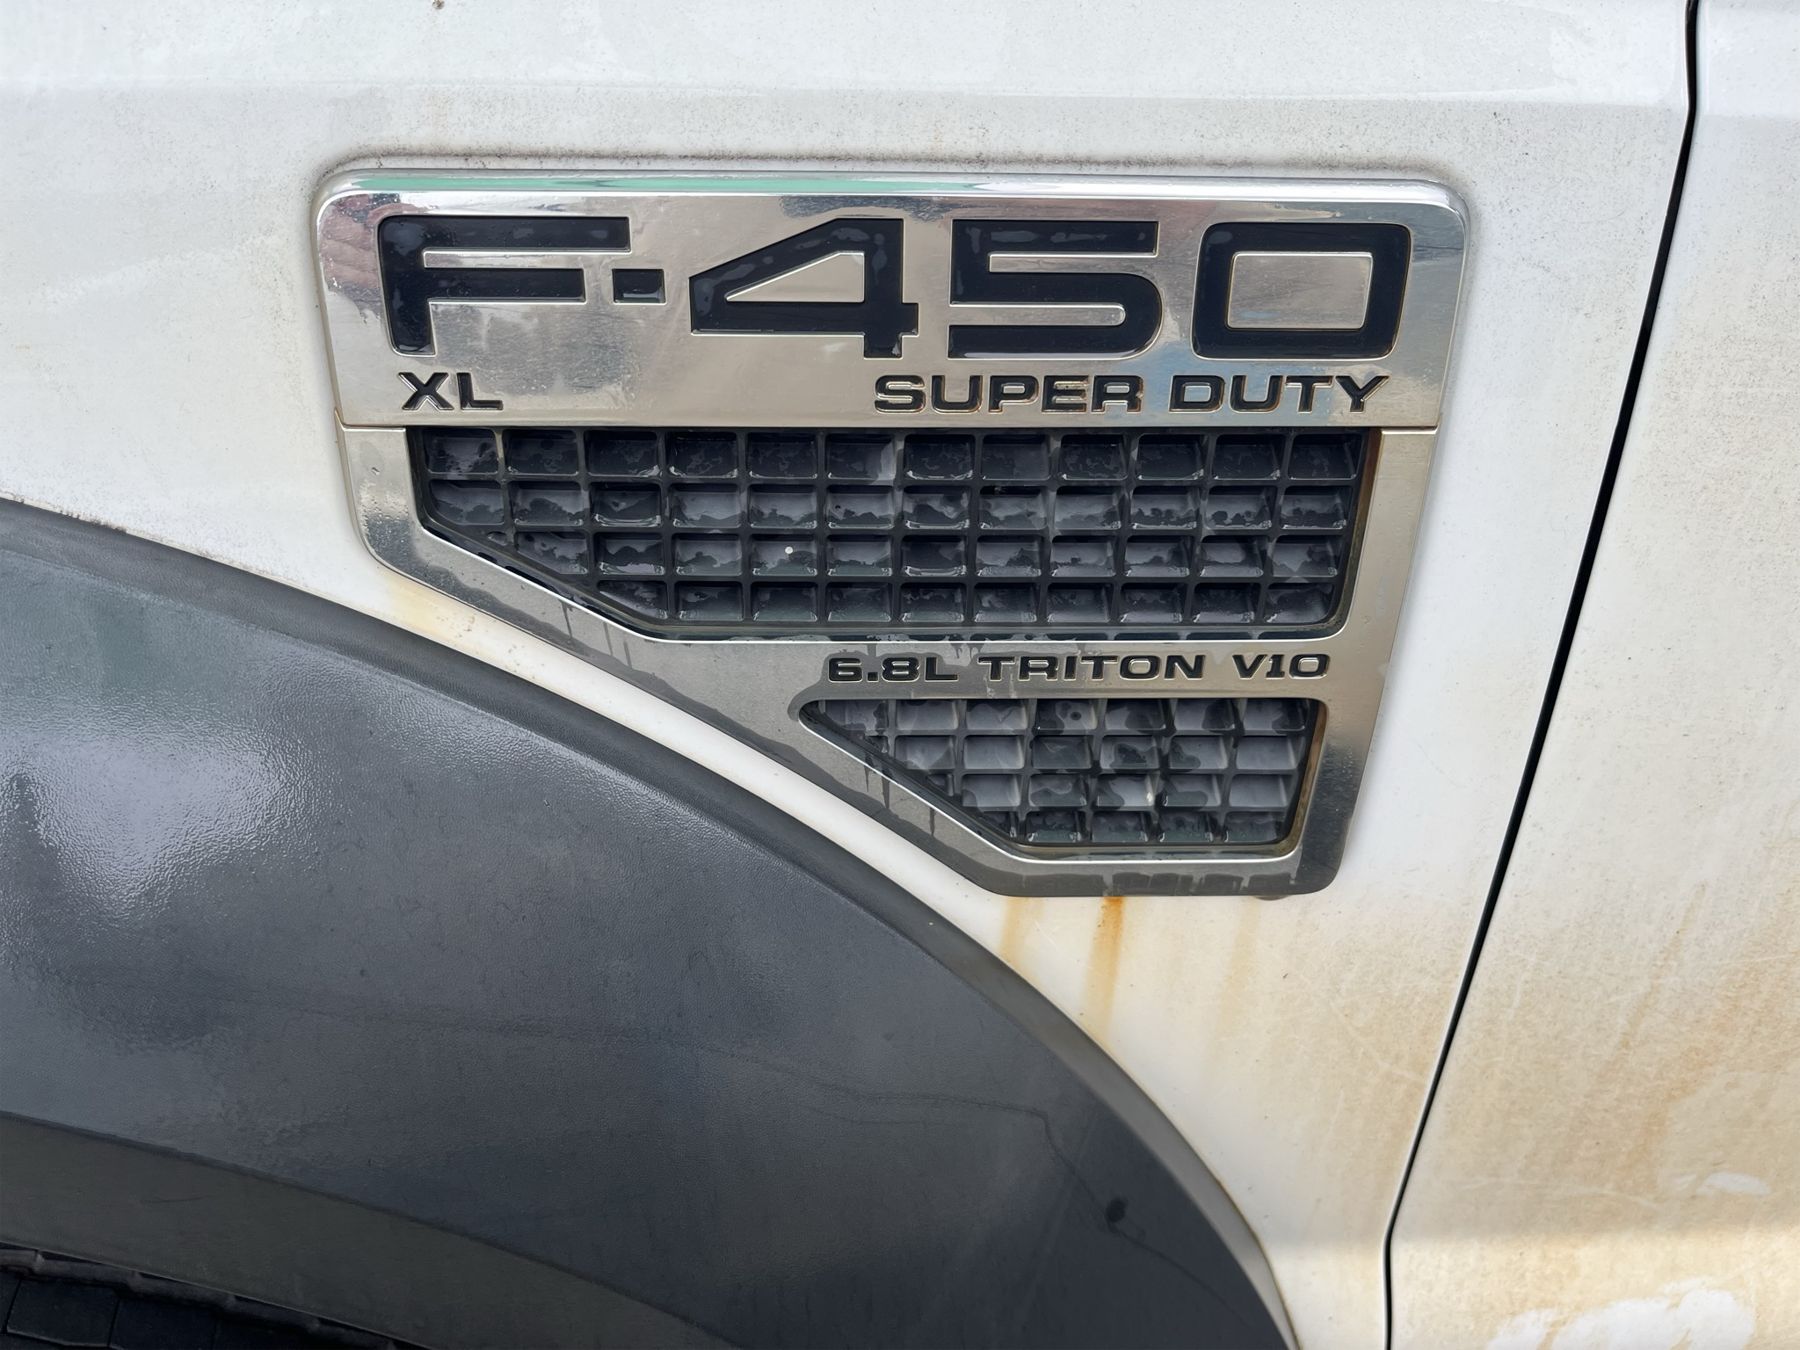 F-450
XL SUPER DUTY
6.8L TRITON V10